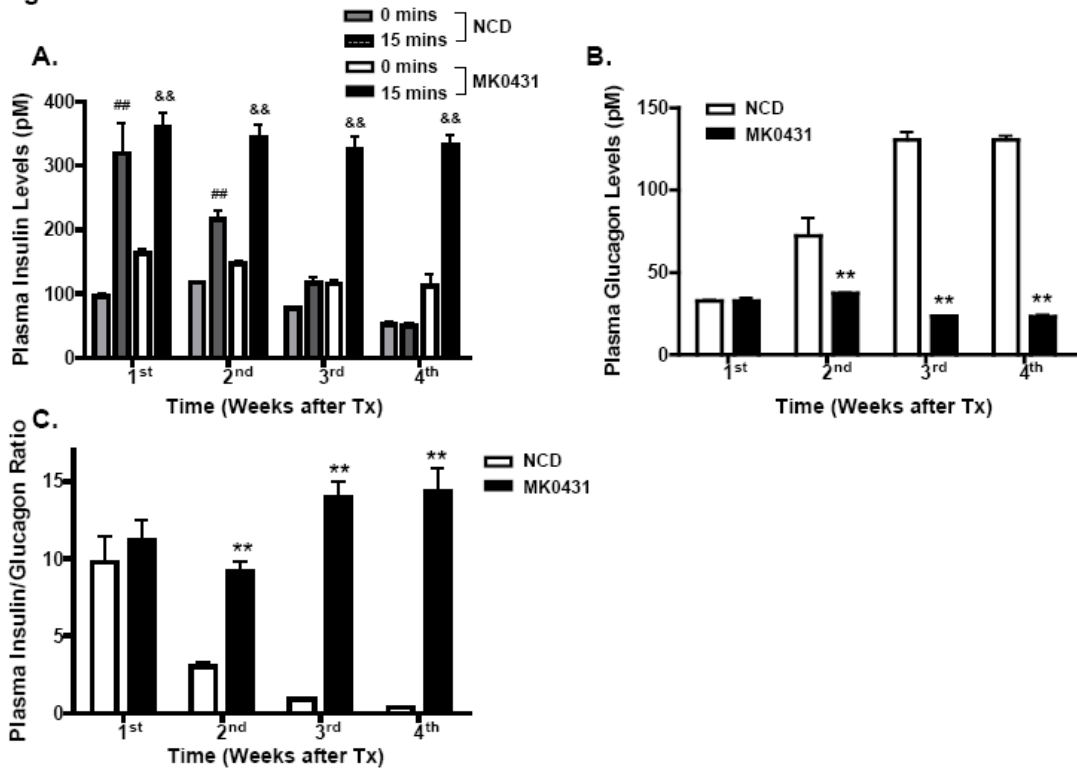 g
0 mins
15 mins
NCD
0 mins
15 mins
MK0431
A.
Plasma Insulin Levels (pM)
400
300
200
100
0
## && ## && && &&
1st 2nd 3rd 4th
Time (Weeks after Tx)
B.
NCD
MK0431
Plasma Glucagon Levels (pM)
150
100
50
0
** ** **
1st 2nd 3rd 4th
Time (Weeks after Tx)
C.
NCD
MK0431
Plasma Insulin/Glucagon Ratio
15
10
5
0
** ** **
1st 2nd 3rd 4th
Time (Weeks after Tx)